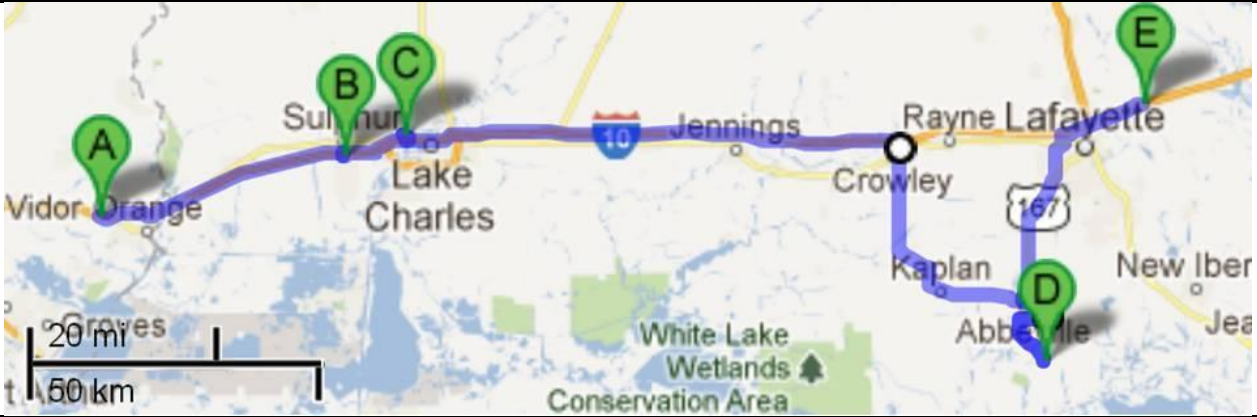 E
C
B
Sulphur
Rayne Lafayette
A
10
Jennings
Lake
Charles
Crowley
Vidor Orange
167
Kaplan
New Iber
D
Groves
20 mi
Abbeville
Jea
White Lake
Wetlands
Conservation Area
50 km